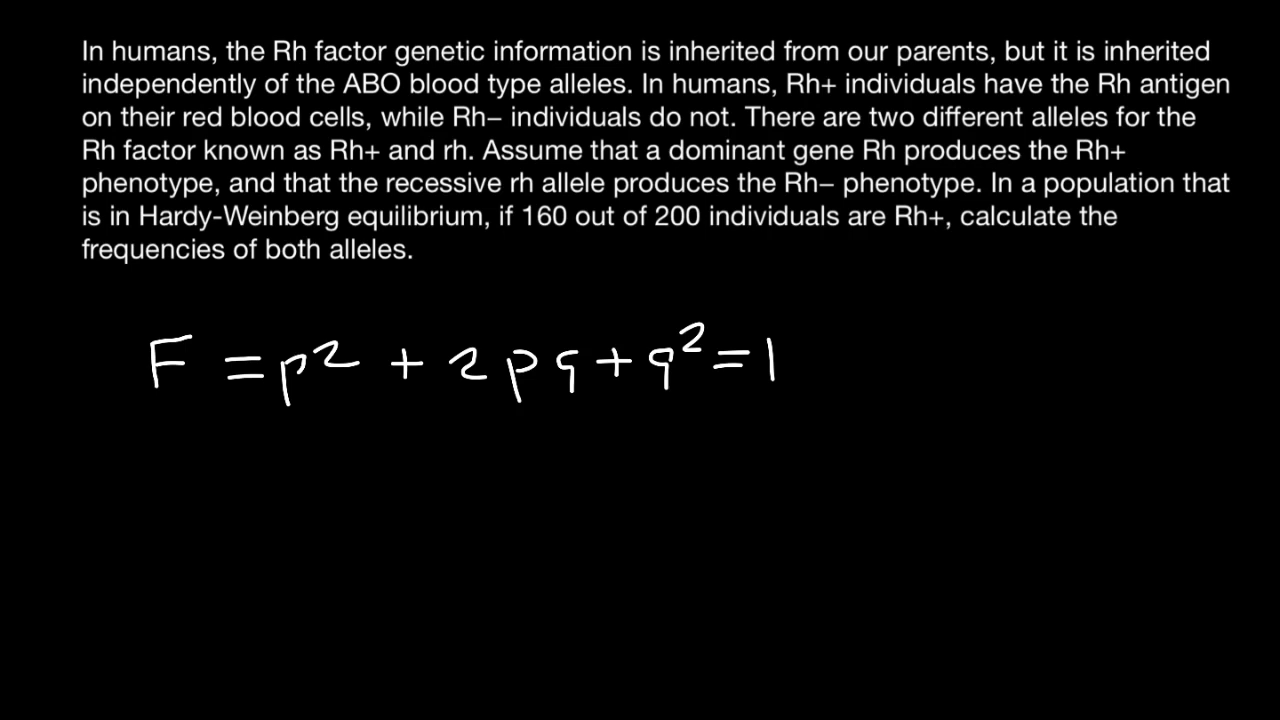 In humans, the Rh factor genetic information is inherited from our parents, but it is inherited
independently of the ABO blood type alleles. In humans, Rh+ individuals have the Rh antigen
on their red blood cells, while Rh– individuals do not. There are two different alleles for the
Rh factor known as Rh+ and rh. Assume that a dominant gene Rh produces the Rh+
phenotype, and that the recessive rh allele produces the Rh– phenotype. In a population that
is in Hardy-Weinberg equilibrium, if 160 out of 200 individuals are Rh+, calculate the
frequencies of both alleles.
F = p² + 2pq + q² = 1